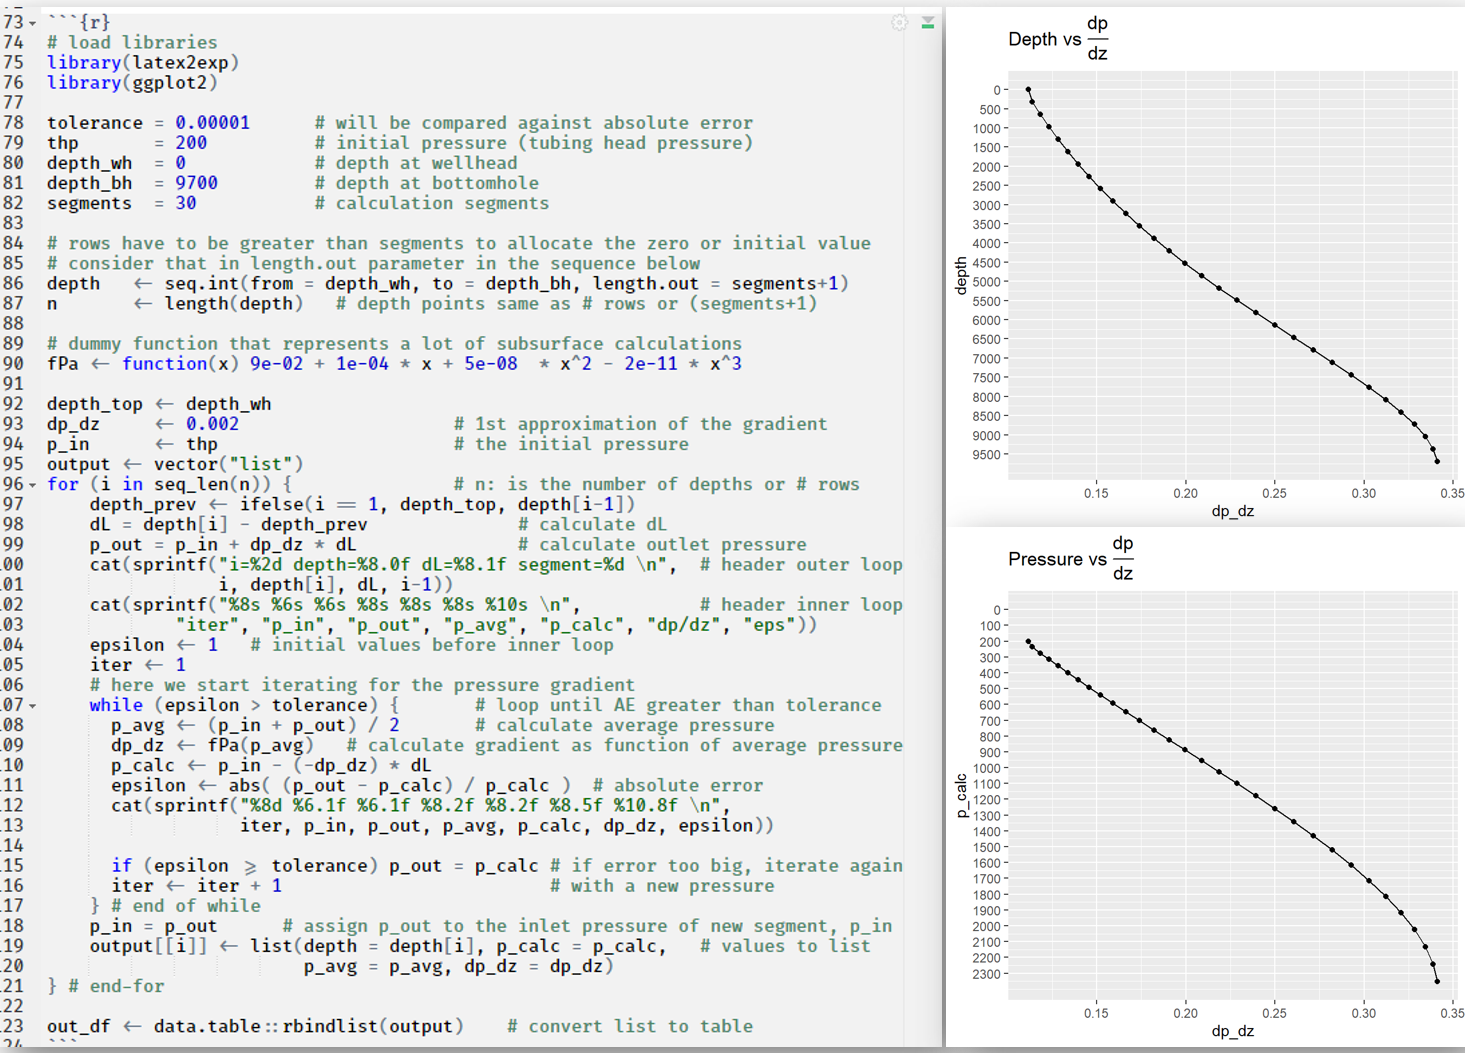 73 ```{r}
74 # load libraries
75 library(latex2exp)
76 library(ggplot2)
77
78 tolerance = 0.00001 # will be compared against absolute error
79 thp = 200 # initial pressure (tubing head pressure)
80 depth_wh = 0 # depth at wellhead
81 depth_bh = 9700 # depth at bottomhole
82 segments = 30 # calculation segments
83
84 # rows have to be greater than segments to allocate the zero or initial value
85 # consider that in length.out parameter in the sequence below
86 depth ← seq.int(from = depth_wh, to = depth_bh, length.out = segments+1)
87 n ← length(depth) # depth points same as # rows or (segments+1)
88
89 # dummy function that represents a lot of subsurface calculations
90 fPa ← function(x) 9e-02 + 1e-04 * x + 5e-08 * x^2 - 2e-11 * x^3
91
92 depth_top ← depth_wh
93 dp_dz ← 0.002 # 1st approximation of the gradient
94 p_in ← thp # the initial pressure
95 output ← vector("list")
96 for (i in seq_len(n)) { # n: is the number of depths or # rows
97 depth_prev ← ifelse(i == 1, depth_top, depth[i-1])
98 dL = depth[i] - depth_prev # calculate dL
99 p_out = p_in + dp_dz * dL # calculate outlet pressure
00 cat(sprintf("i=%2d depth=%8.0f dL=%8.1f segment=%d \n", # header outer loop
01 i, depth[i], dL, i-1))
02 cat(sprintf("%8s %6s %6s %8s %8s %8s %10s \n", # header inner loop
03 "iter", "p_in", "p_out", "p_avg", "p_calc", "dp/dz", "eps"))
04 epsilon ← 1 # initial values before inner loop
05 iter ← 1
06 # here we start iterating for the pressure gradient
07 while (epsilon > tolerance) { # loop until AE greater than tolerance
08 p_avg ← (p_in + p_out) / 2 # calculate average pressure
09 dp_dz ← fPa(p_avg) # calculate gradient as function of average pressure
10 p_calc ← p_in - (-dp_dz) * dL
11 epsilon ← abs( (p_out - p_calc) / p_calc ) # absolute error
12 cat(sprintf("%8d %6.1f %6.1f %8.2f %8.2f %8.5f %10.8f \n",
13 iter, p_in, p_out, p_avg, p_calc, dp_dz, epsilon))
14
15 if (epsilon ⩾ tolerance) p_out = p_calc # if error too big, iterate again
16 iter ← iter + 1 # with a new pressure
17 } # end of while
18 p_in = p_out # assign p_out to the inlet pressure of new segment, p_in
19 output[[i]] ← list(depth = depth[i], p_calc = p_calc, # values to list
20 p_avg = p_avg, dp_dz = dp_dz)
21 } # end-for
22
23 out_df ← data.table::rbindlist(output) # convert list to table
24 ```
Depth vs dp
dz
0
500
1000
1500
2000
2500
3000
3500
4000
4500
5000
5500
6000
6500
7000
7500
8000
8500
9000
9500
depth
0.15 0.20 0.25 0.30 0.35
dp_dz
Pressure vs dp
dz
0
100
200
300
400
500
600
700
800
900
1000
1100
1200
1300
1400
1500
1600
1700
1800
1900
2000
2100
2200
2300
p_calc
0.15 0.20 0.25 0.30 0.35
dp_dz